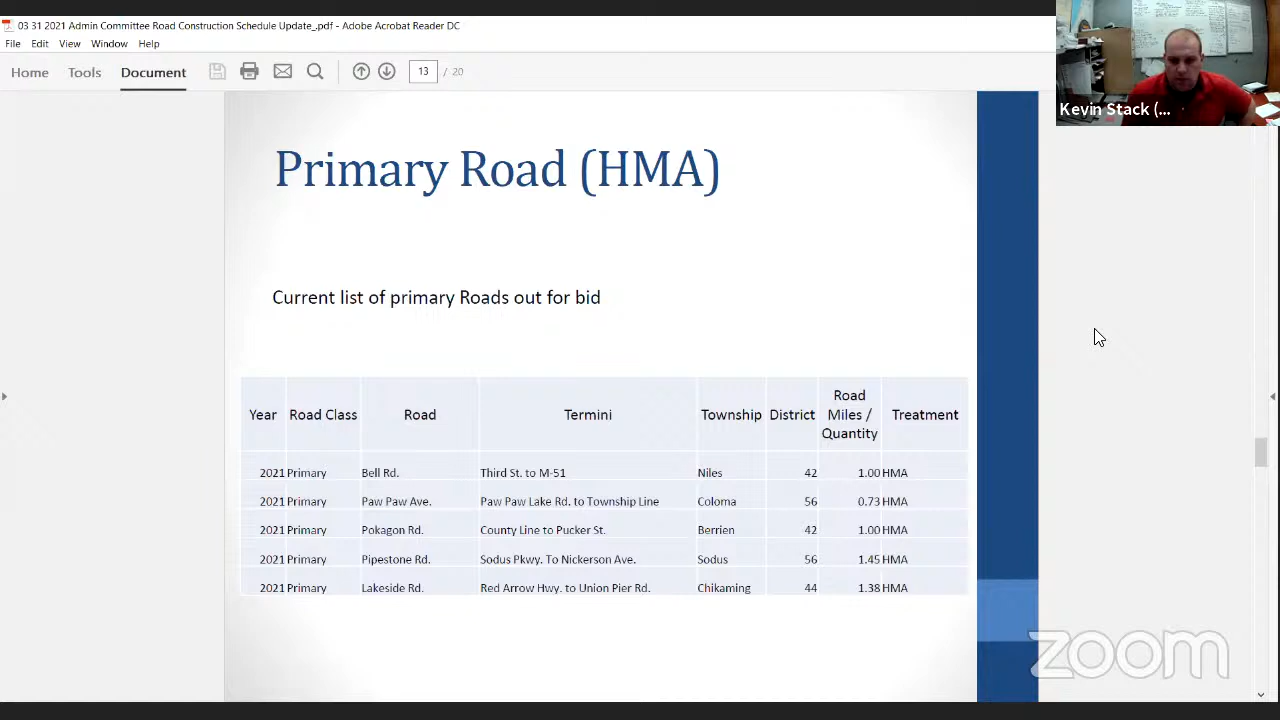 03 31 2021 Admin Committee Road Construction Schedule Update_.pdf - Adobe Acrobat Reader DC
File Edit View Window Help
Home Tools Document 13 / 20
Kevin Stack (...
Primary Road (HMA)
Current list of primary Roads out for bid
Year Road Class Road Termini Township District Road Miles / Quantity Treatment
2021 Primary Bell Rd. Third St. to M-51 Niles 42 1.00 HMA
2021 Primary Paw Paw Ave. Paw Paw Lake Rd. to Township Line Coloma 56 0.73 HMA
2021 Primary Pokagon Rd. County Line to Pucker St. Berrien 42 1.00 HMA
2021 Primary Pipestone Rd. Sodus Pkwy. To Nickerson Ave. Sodus 56 1.45 HMA
2021 Primary Lakeside Rd. Red Arrow Hwy. to Union Pier Rd. Chikaming 44 1.38 HMA
zoom